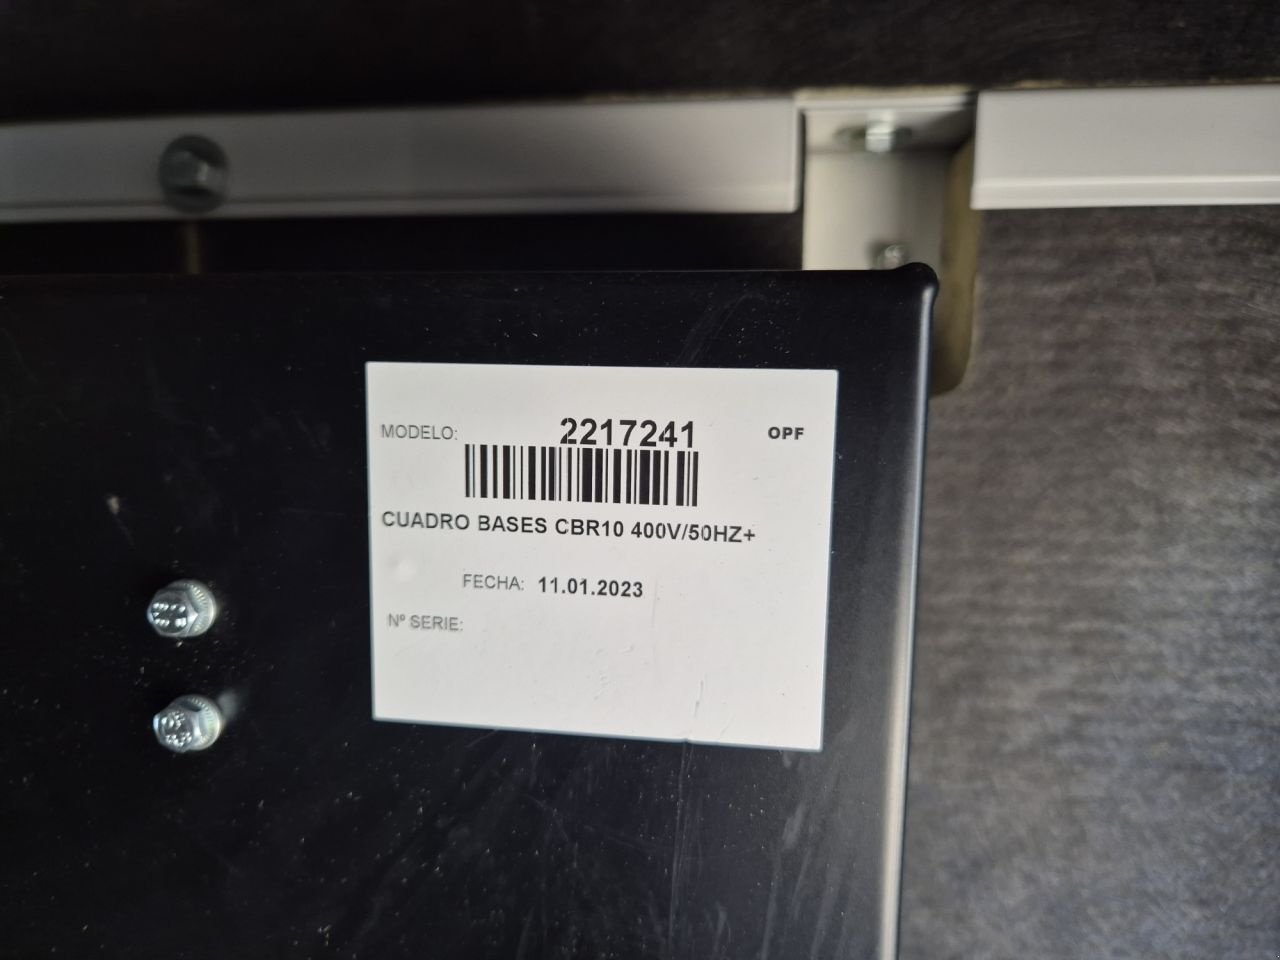 MODELO: 2217241 OPF
CUADRO BASES CBR10 400V/50HZ+
FECHA: 11.01.2023
Nº SERIE: